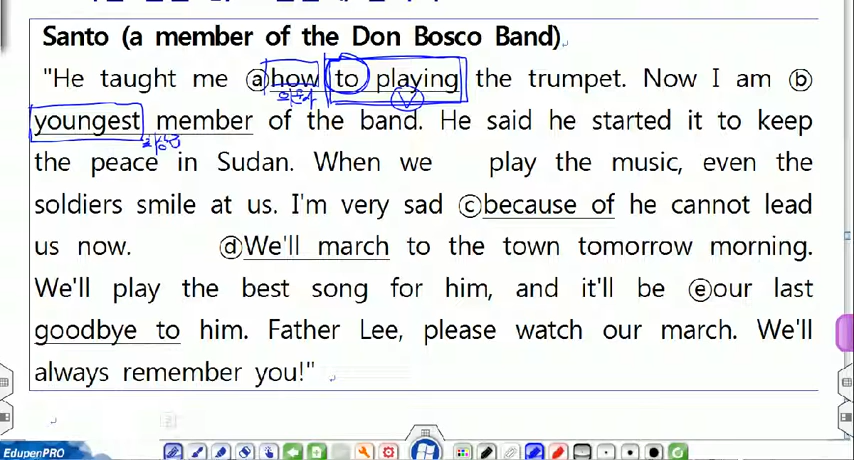 Santo (a member of the Don Bosco Band)
"He taught me ⓐhow to playing the trumpet. Now I am ⓑ
youngest member of the band. He said he started it to keep
the peace in Sudan. When we play the music, even the
soldiers smile at us. I'm very sad ⓒbecause of he cannot lead
us now. ⓓWe'll march to the town tomorrow morning.
We'll play the best song for him, and it'll be ⓔour last
goodbye to him. Father Lee, please watch our march. We'll
always remember you!"
EdupenPRO